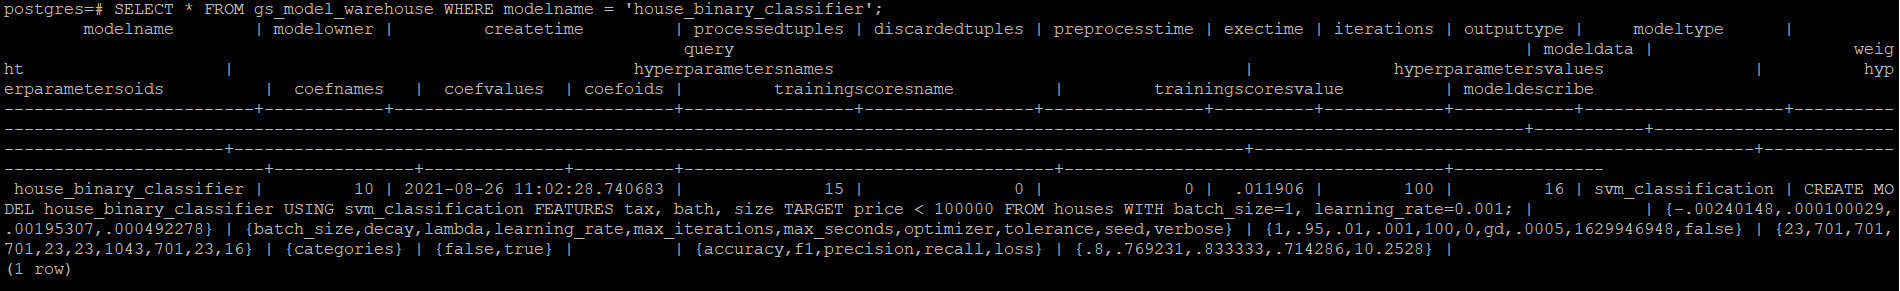 postgres=# SELECT * FROM gs_model_warehouse WHERE modelname = 'house_binary_classifier';
modelname | modelowner | createtime | processedtuples | discardedtuples | preprocesstime | exectime | iterations | outputtype | modeltype |
query | modeldata | weig
ht | hyperparametersnames | hyperparametersvalues | hyp
erparametersoids | coefnames | coefvalues | coefoids | trainingscoresname | trainingscoresvalue | modeldescribe
--------------------------+------------+----------------------------+-----------------+-----------------+----------------+----------+------------+------------+--------------------+----------
--------------------------------------------------------------------------------------------------------------------------------------------------------+-----------+------------------------
----------------------+-----------------------------------------------------------------------------------------------------+--------------------------------------------------+-------------
--------------------------+--------------+---------------+----------+-------------------------------------+--------------------------------------+---------------
house_binary_classifier | 10 | 2021-08-26 11:02:28.740683 | 15 | 0 | 0 | .011906 | 100 | 16 | svm_classification | CREATE MO
DEL house_binary_classifier USING svm_classification FEATURES tax, bath, size TARGET price < 100000 FROM houses WITH batch_size=1, learning_rate=0.001; | | {-.00240148,.000100029,
.00195307,.000492278} | {batch_size,decay,lambda,learning_rate,max_iterations,max_seconds,optimizer,tolerance,seed,verbose} | {1,.95,.01,.001,100,0,gd,.0005,1629946948,false} | {23,701,701,
701,23,23,1043,701,23,16} | {categories} | {false,true} | | {accuracy,f1,precision,recall,loss} | {.8,.769231,.833333,.714286,10.2528} |
(1 row)